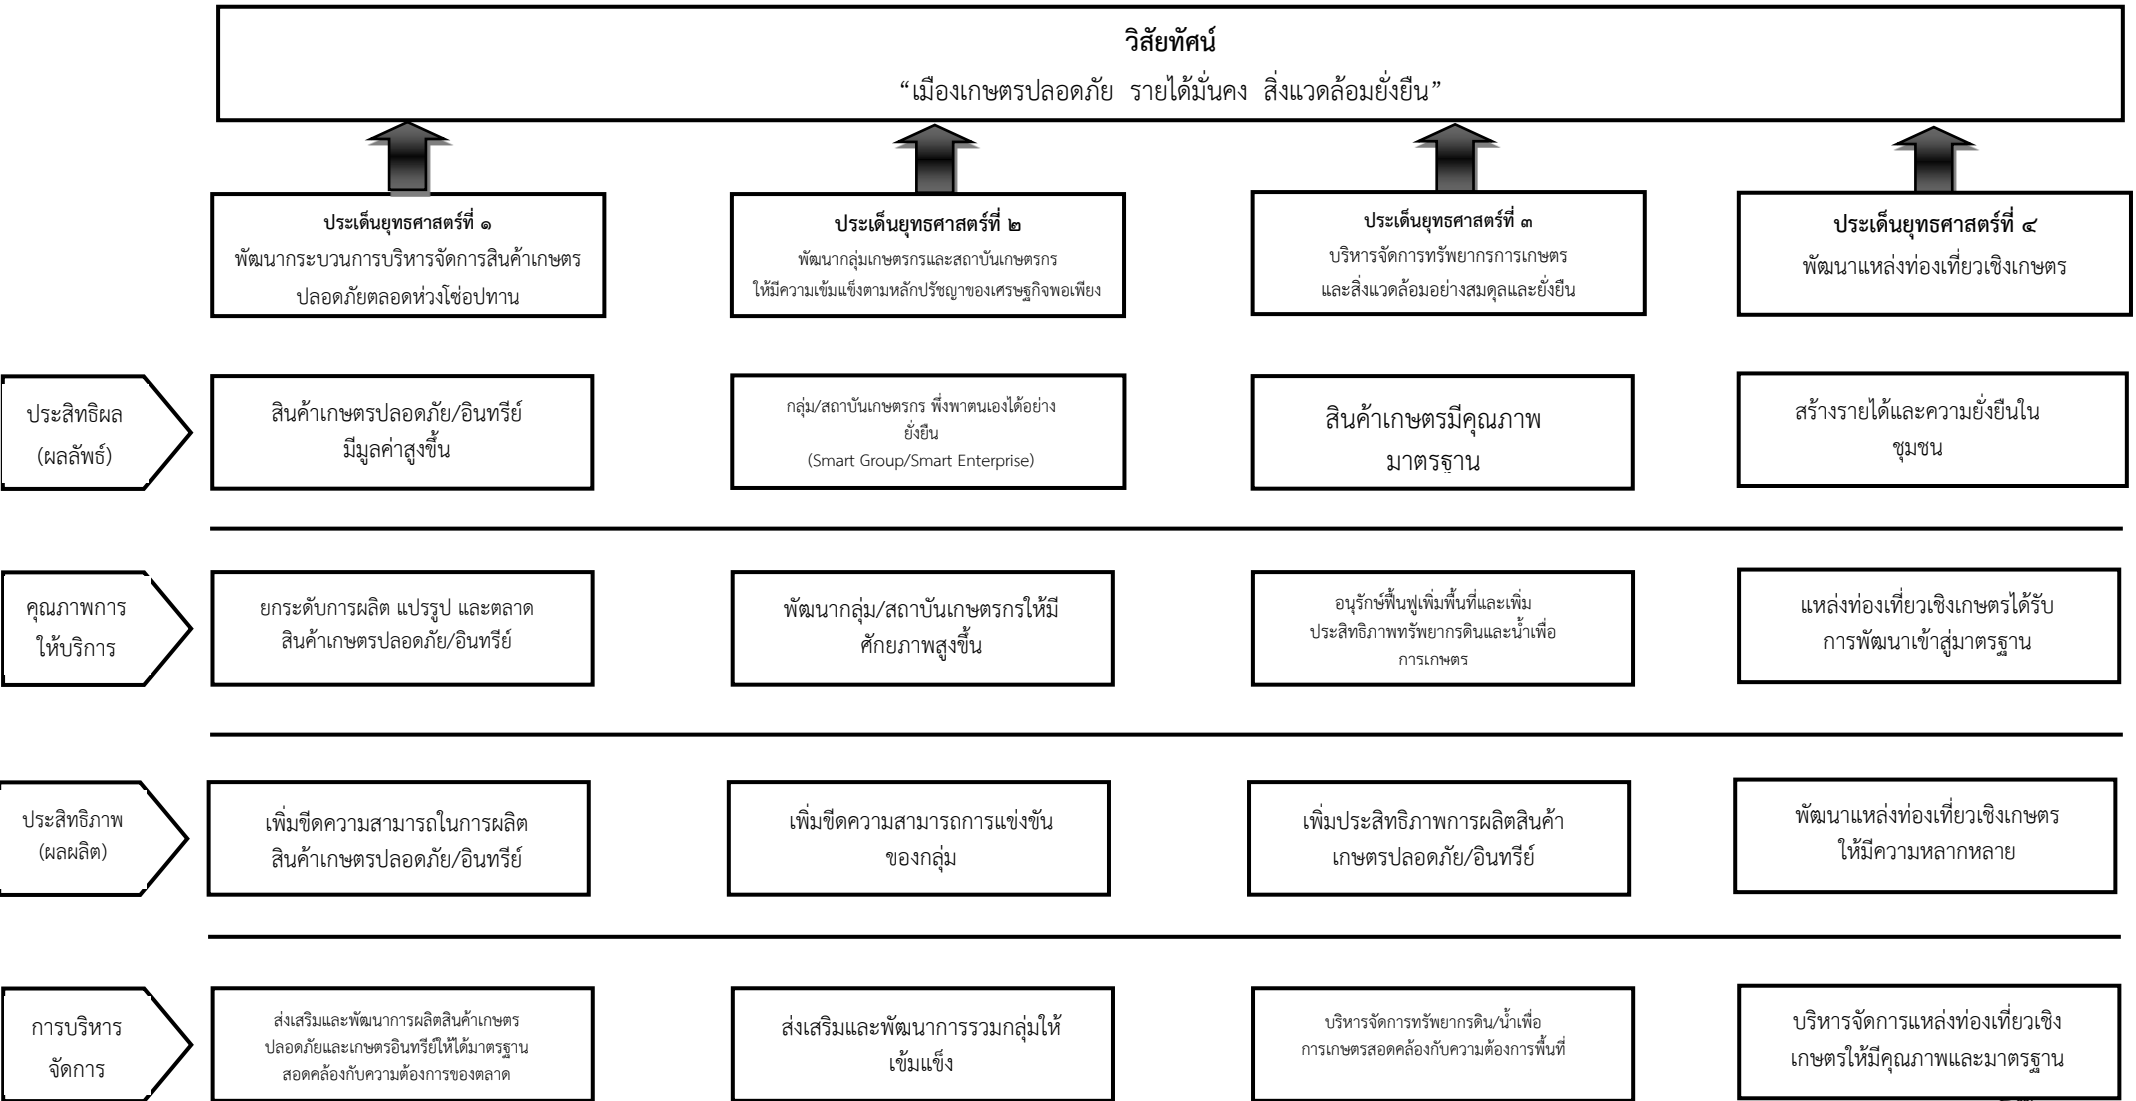 วิสัยทัศน์
“เมืองเกษตรปลอดภัย รายได้มั่นคง สิ่งแวดล้อมยั่งยืน”
ประเด็นยุทธศาสตร์ที่ ๑
พัฒนากระบวนการบริหารจัดการสินค้าเกษตร
ปลอดภัยตลอดห่วงโซ่อุปทาน
ประเด็นยุทธศาสตร์ที่ ๒
พัฒนากลุ่มเกษตรกรและสถาบันเกษตรกร
ให้มีความเข้มแข็งตามหลักปรัชญาของเศรษฐกิจพอเพียง
ประเด็นยุทธศาสตร์ที่ ๓
บริหารจัดการทรัพยากรการเกษตร
และสิ่งแวดล้อมอย่างสมดุลและยั่งยืน
ประเด็นยุทธศาสตร์ที่ ๔
พัฒนาแหล่งท่องเที่ยวเชิงเกษตร
ประสิทธิผล
(ผลลัพธ์)
สินค้าเกษตรปลอดภัย/อินทรีย์
มีมูลค่าสูงขึ้น
กลุ่ม/สถาบันเกษตรกร พึ่งพาตนเองได้อย่าง
ยั่งยืน
(Smart Group/Smart Enterprise)
สินค้าเกษตรมีคุณภาพ
มาตรฐาน
สร้างรายได้และความยั่งยืนใน
ชุมชน
คุณภาพการ
ให้บริการ
ยกระดับการผลิต แปรรูป และตลาด
สินค้าเกษตรปลอดภัย/อินทรีย์
พัฒนากลุ่ม/สถาบันเกษตรกรให้มี
ศักยภาพสูงขึ้น
อนุรักษ์ฟื้นฟูเพิ่มพื้นที่และเพิ่ม
ประสิทธิภาพทรัพยากรดินและน้ำเพื่อ
การเกษตร
แหล่งท่องเที่ยวเชิงเกษตรได้รับ
การพัฒนาเข้าสู่มาตรฐาน
ประสิทธิภาพ
(ผลผลิต)
เพิ่มขีดความสามารถในการผลิต
สินค้าเกษตรปลอดภัย/อินทรีย์
เพิ่มขีดความสามารถการแข่งขัน
ของกลุ่ม
เพิ่มประสิทธิภาพการผลิตสินค้า
เกษตรปลอดภัย/อินทรีย์
พัฒนาแหล่งท่องเที่ยวเชิงเกษตร
ให้มีความหลากหลาย
การบริหาร
จัดการ
ส่งเสริมและพัฒนาการผลิตสินค้าเกษตร
ปลอดภัยและเกษตรอินทรีย์ให้ได้มาตรฐาน
สอดคล้องกับความต้องการของตลาด
ส่งเสริมและพัฒนาการรวมกลุ่มให้
เข้มแข็ง
บริหารจัดการทรัพยากรดิน/น้ำเพื่อ
การเกษตรสอดคล้องกับความต้องการพื้นที่
บริหารจัดการแหล่งท่องเที่ยวเชิง
เกษตรให้มีคุณภาพและมาตรฐาน